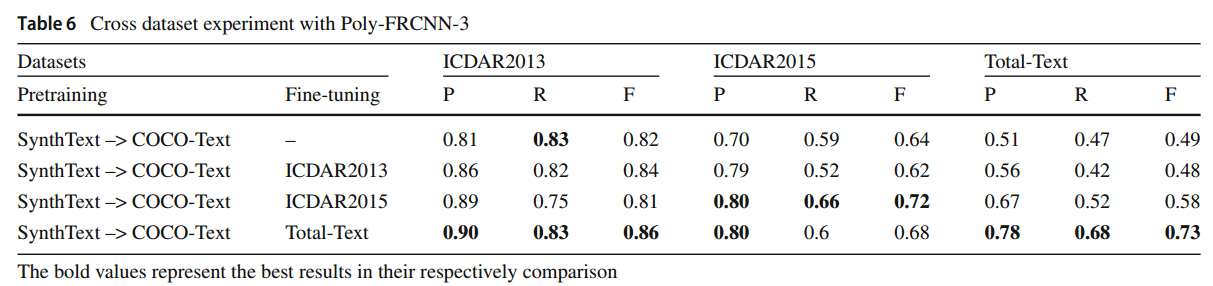 Table 6 Cross dataset experiment with Poly-FRCNN-3
Datasets ICDAR2013 ICDAR2015 Total-Text
Pretraining Fine-tuning P R F P R F P R F
SynthText –> COCO-Text – 0.81 0.83 0.82 0.70 0.59 0.64 0.51 0.47 0.49
SynthText –> COCO-Text ICDAR2013 0.86 0.82 0.84 0.79 0.52 0.62 0.56 0.42 0.48
SynthText –> COCO-Text ICDAR2015 0.89 0.75 0.81 0.80 0.66 0.72 0.67 0.52 0.58
SynthText –> COCO-Text Total-Text 0.90 0.83 0.86 0.80 0.6 0.68 0.78 0.68 0.73
The bold values represent the best results in their respectively comparison